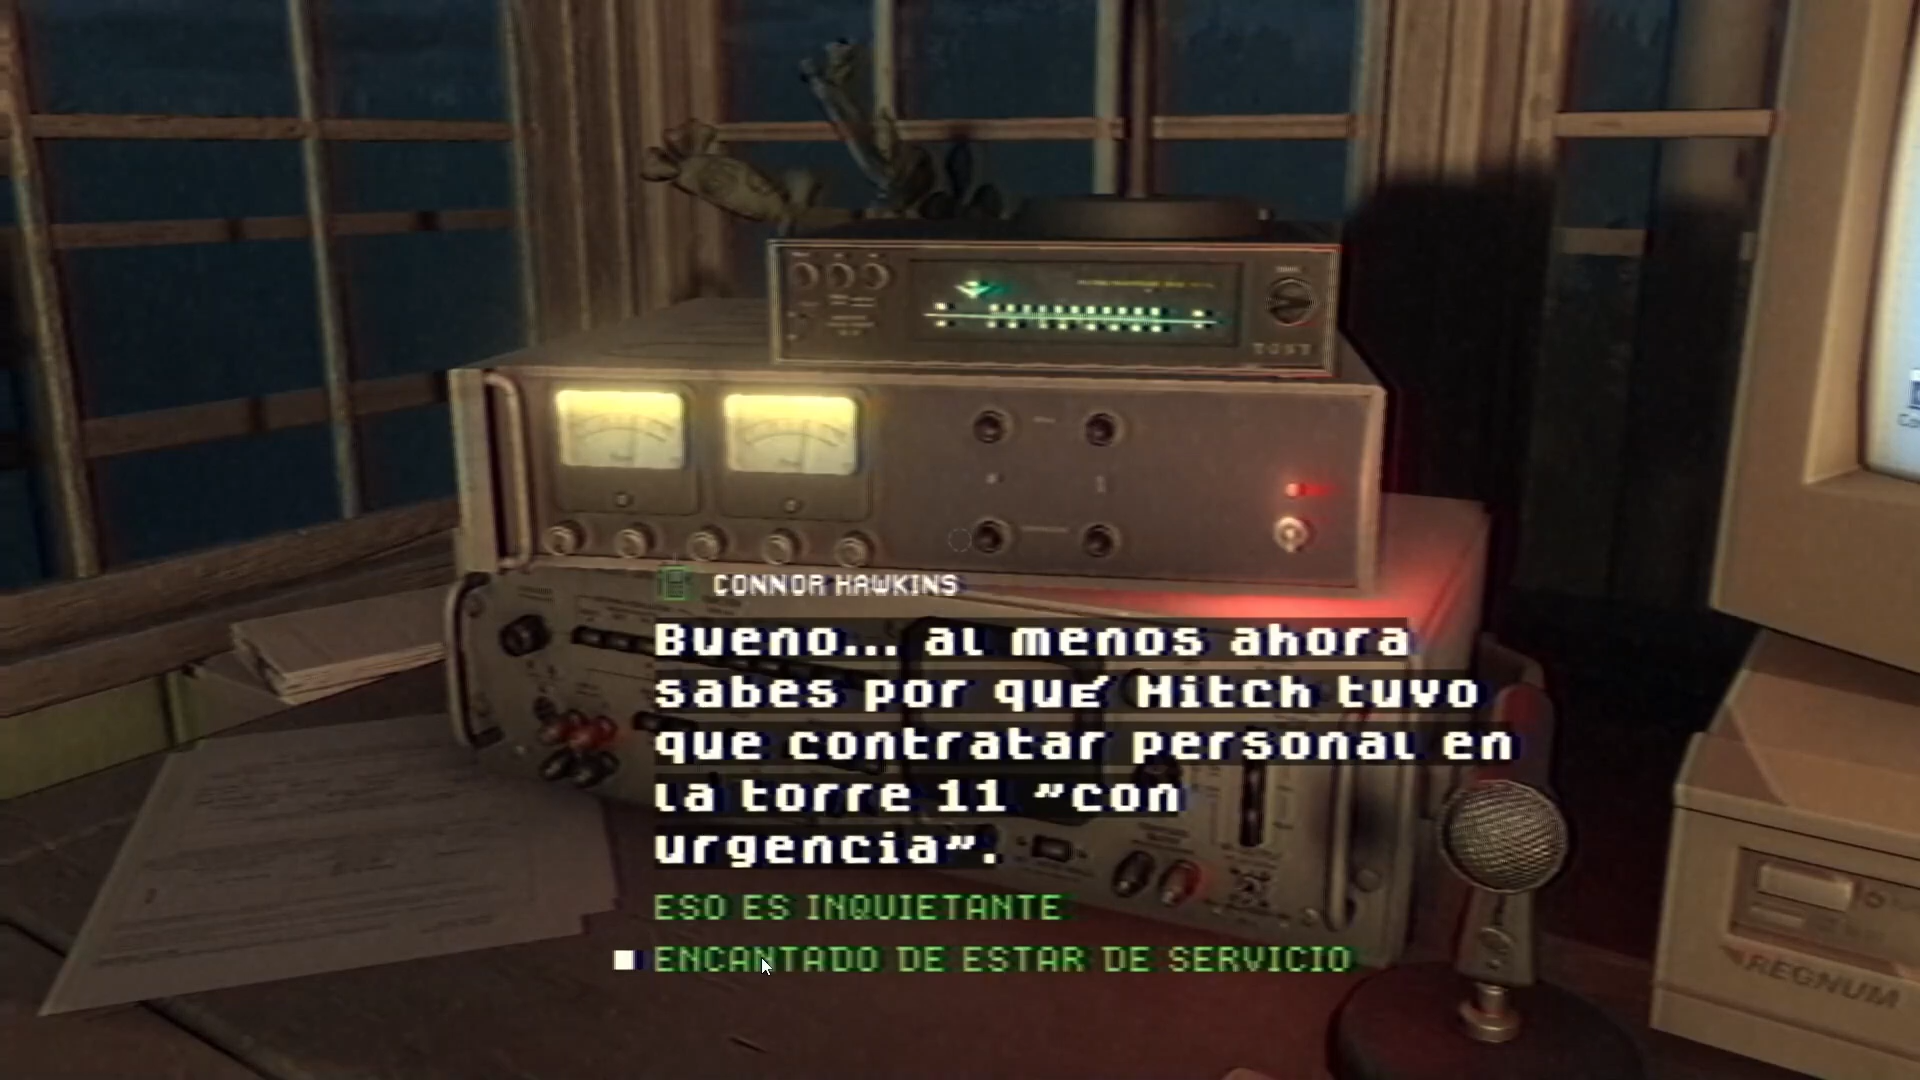 CONNOR HAWKINS
Bueno... al menos ahora
sabes por qué Hitch tuvo
que contratar personal en
la torre 11 "con
urgencia".
ESO ES INQUIETANTE
ENCANTADO DE ESTAR DE SERVICIO
REGNUM